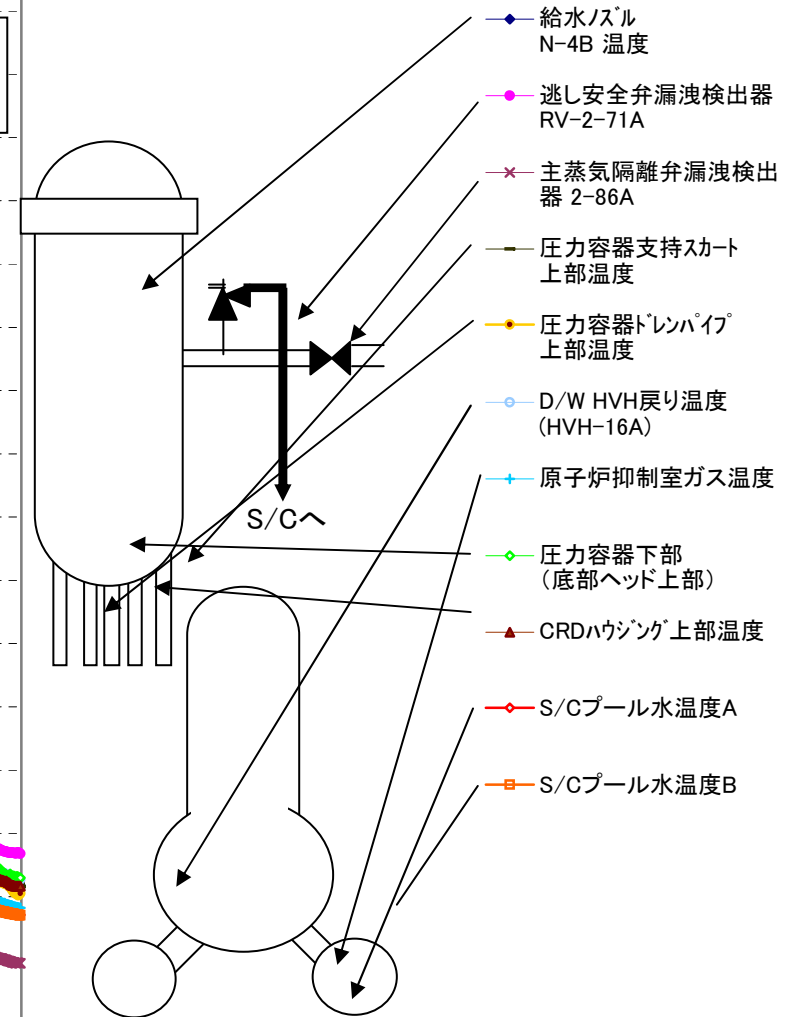 給水ノズル
N-4B 温度
逃し安全弁漏洩検出器
RV-2-71A
主蒸気隔離弁漏洩検出
器 2-86A
圧力容器支持スカート
上部温度
圧力容器ドレンパイプ
上部温度
D/W HVH戻り温度
(HVH-16A)
原子炉抑制室ガス温度
S/Cへ
圧力容器下部
（底部ヘッド上部）
CRDハウジング上部温度
S/Cプール水温度A
S/Cプール水温度B